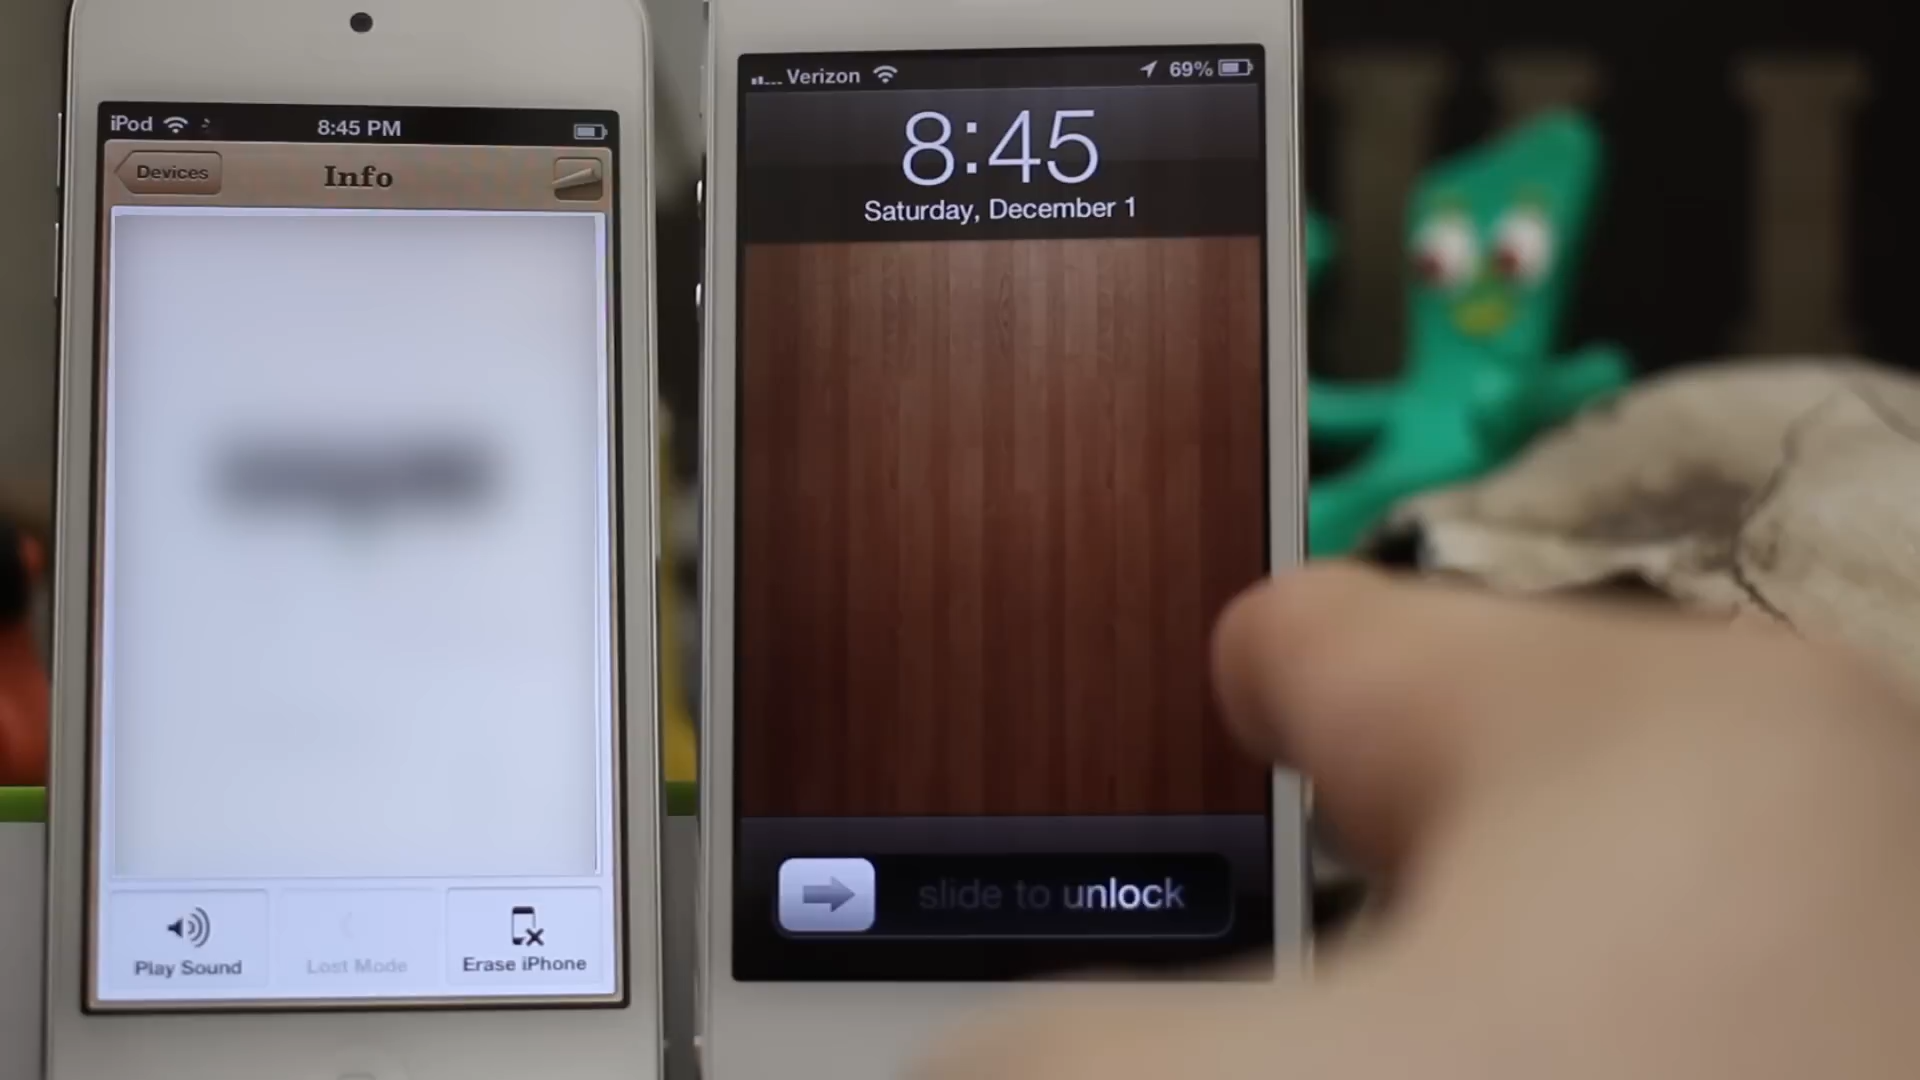 iPod
8:45 PM
Devices
Info
Play Sound
Lost Mode
Erase iPhone
Verizon
69%
8:45
Saturday, December 1
slide to unlock